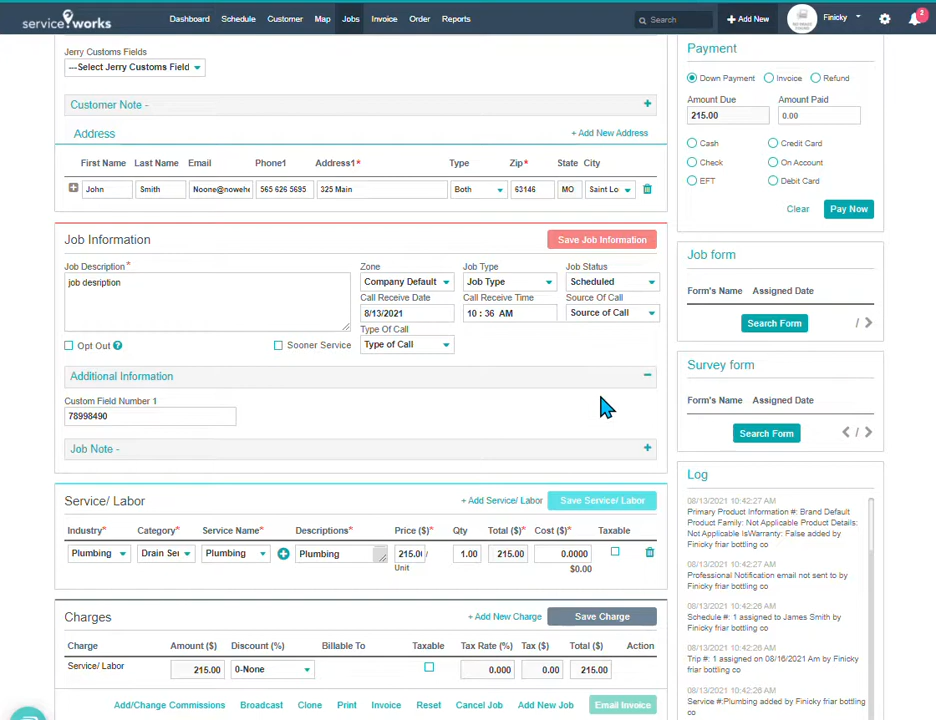 service works
Dashboard Schedule Customer Map Jobs Invoice Order Reports
Search
+ Add New
Finicky
2
Jerry Customs Fields
---Select Jerry Customs Field
Customer Note -
Address
+ Add New Address
First Name Last Name Email Phone1 Address1* Type Zip* State City
John Smith Noone@nowehe 565 626 5695 325 Main Both 63146 MO Saint Lo
Job Information
Save Job Information
Job Description*
job desription
Zone Job Type Job Status
Company Default Job Type Scheduled
Call Receive Date Call Receive Time Source Of Call
8/13/2021 10 : 36 AM Source of Call
Type Of Call
Type of Call
Opt Out ?
Sooner Service
Additional Information
Custom Field Number 1
78998490
Job Note -
Service/ Labor
+ Add Service/ Labor
Save Service/ Labor
Industry* Category* Service Name* Descriptions* Price ($)* Qty Total ($)* Cost ($)* Taxable
Plumbing Drain Ser Plumbing Plumbing 215.00 / 1.00 215.00 0.0000
Unit $0.00
Charges
+ Add New Charge
Save Charge
Charge Amount ($) Discount (%) Billable To Taxable Tax Rate (%) Tax ($) Total ($) Action
Service/ Labor 215.00 0-None 0.000 0.00 215.00
Add/Change Commissions Broadcast Clone Print Invoice Reset Cancel Job Add New Job Email Invoice
Payment
Down Payment Invoice Refund
Amount Due Amount Paid
215.00 0.00
Cash Credit Card
Check On Account
EFT Debit Card
Clear Pay Now
Job form
Form's Name Assigned Date
Search Form /
Survey form
Form's Name Assigned Date
Search Form /
Log
08/13/2021 10:42:27 AM
Primary Product Information #: Brand Default
Product Family: Not Applicable Product Details:
Not Applicable IsWarranty: False added by
Finicky friar bottling co
08/13/2021 10:42:27 AM
Professional Notification email not sent to by
Finicky friar bottling co
08/13/2021 10:42:26 AM
Schedule #: 1 assigned to James Smith by
Finicky friar bottling co
08/13/2021 10:42:26 AM
Trip #: 1 assigned on 08/16/2021 Am by Finicky
friar bottling co
08/13/2021 10:42:26 AM
Service #:Plumbing added by Finicky friar bottling
co